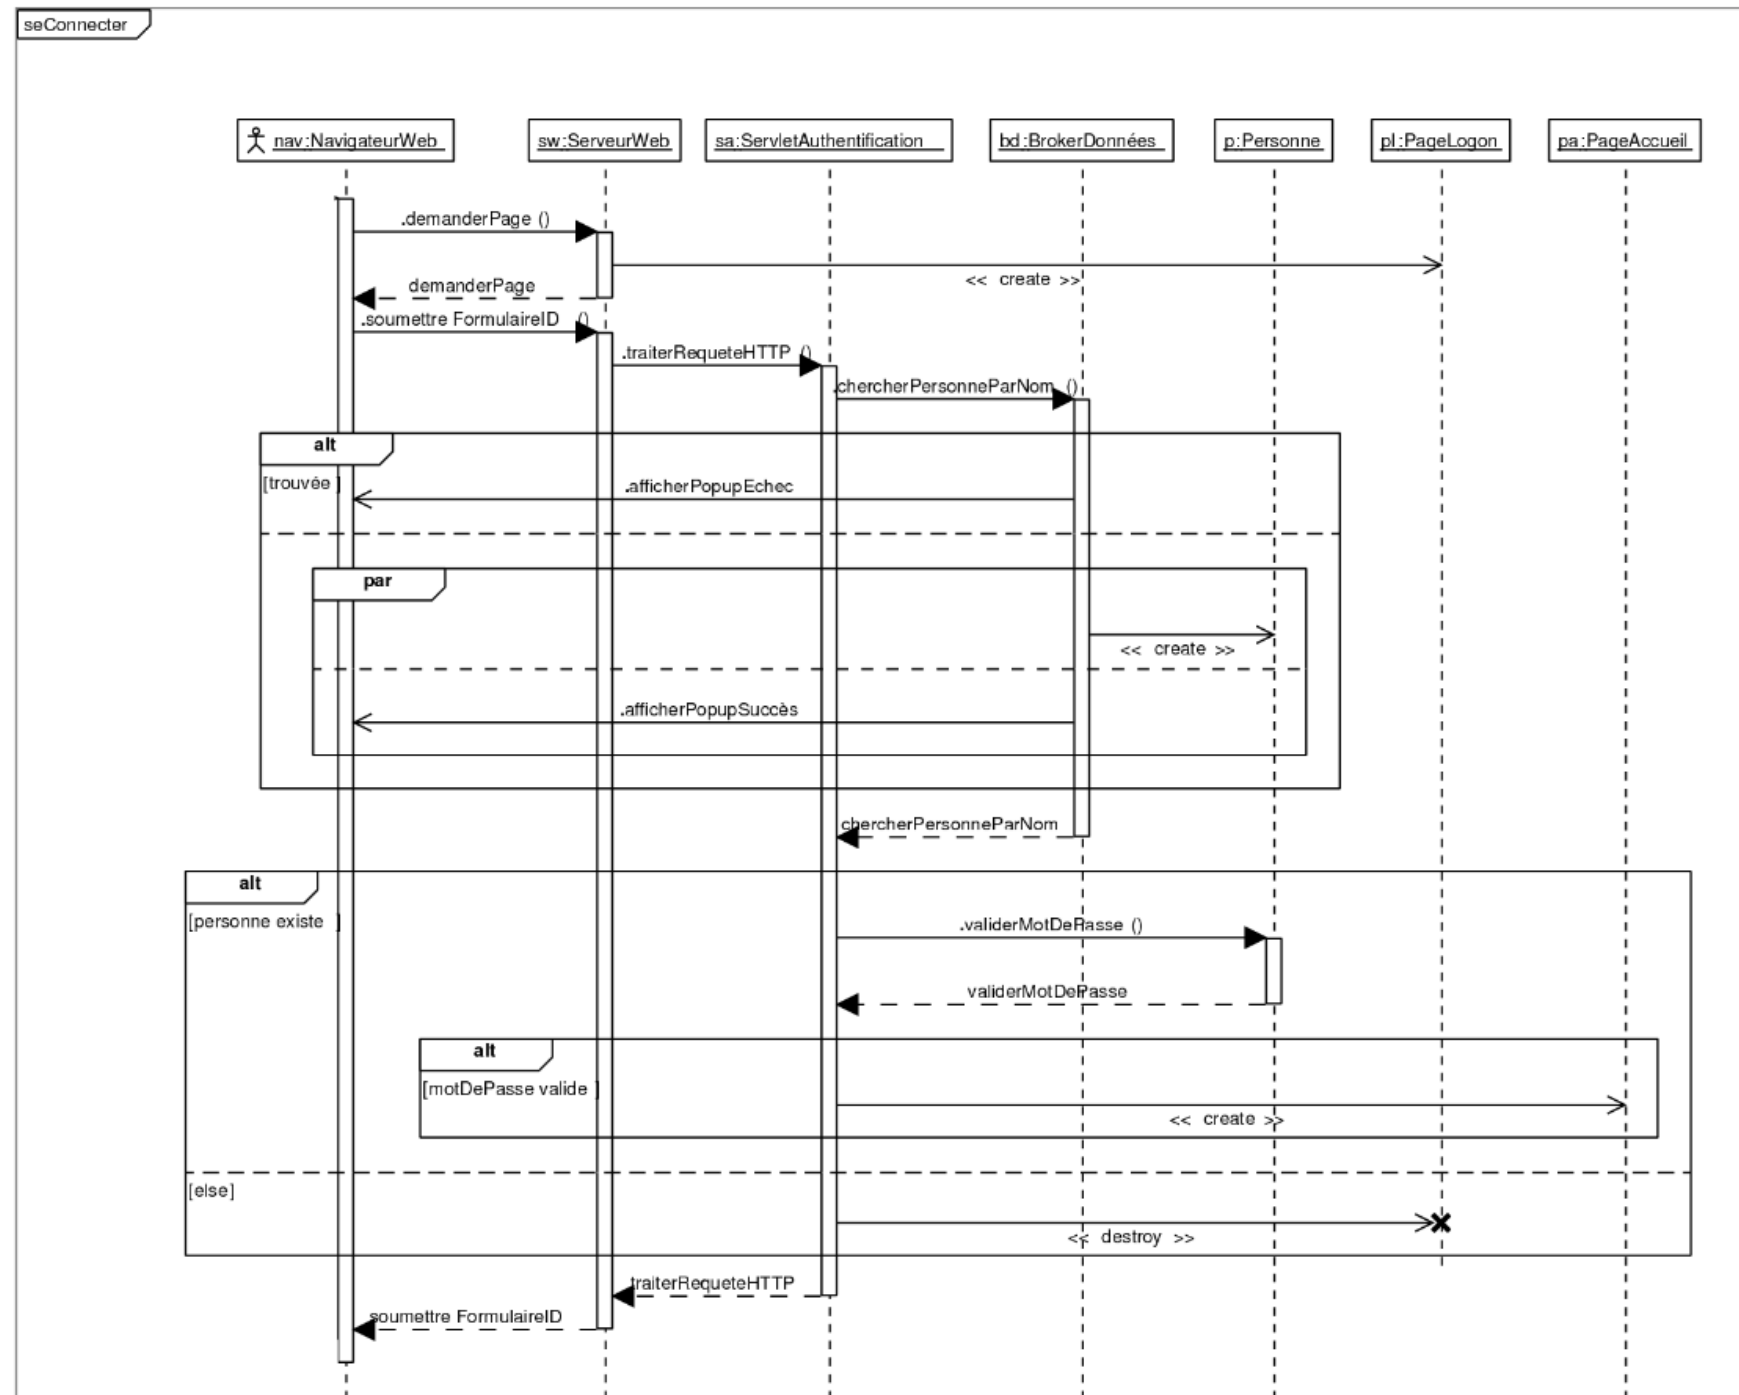 seConnecter
nav:NavigateurWeb
sw:ServeurWeb
sa:ServletAuthentification
bd:BrokerDonnées
p:Personne
pl:PageLogon
pa:PageAccueil
.demanderPage ()
<< create >>
demanderPage
.soumettre FormulaireID ()
.traiterRequeteHTTP ()
.chercherPersonneParNom ()
alt
[trouvée ]
.afficherPopupEchec
par
<< create >>
.afficherPopupSuccès
chercherPersonneParNom
alt
[personne existe ]
.validerMotDePasse ()
validerMotDePasse
alt
[motDePasse valide ]
<< create >>
[else]
<< destroy >>
traiterRequeteHTTP
soumettre FormulaireID